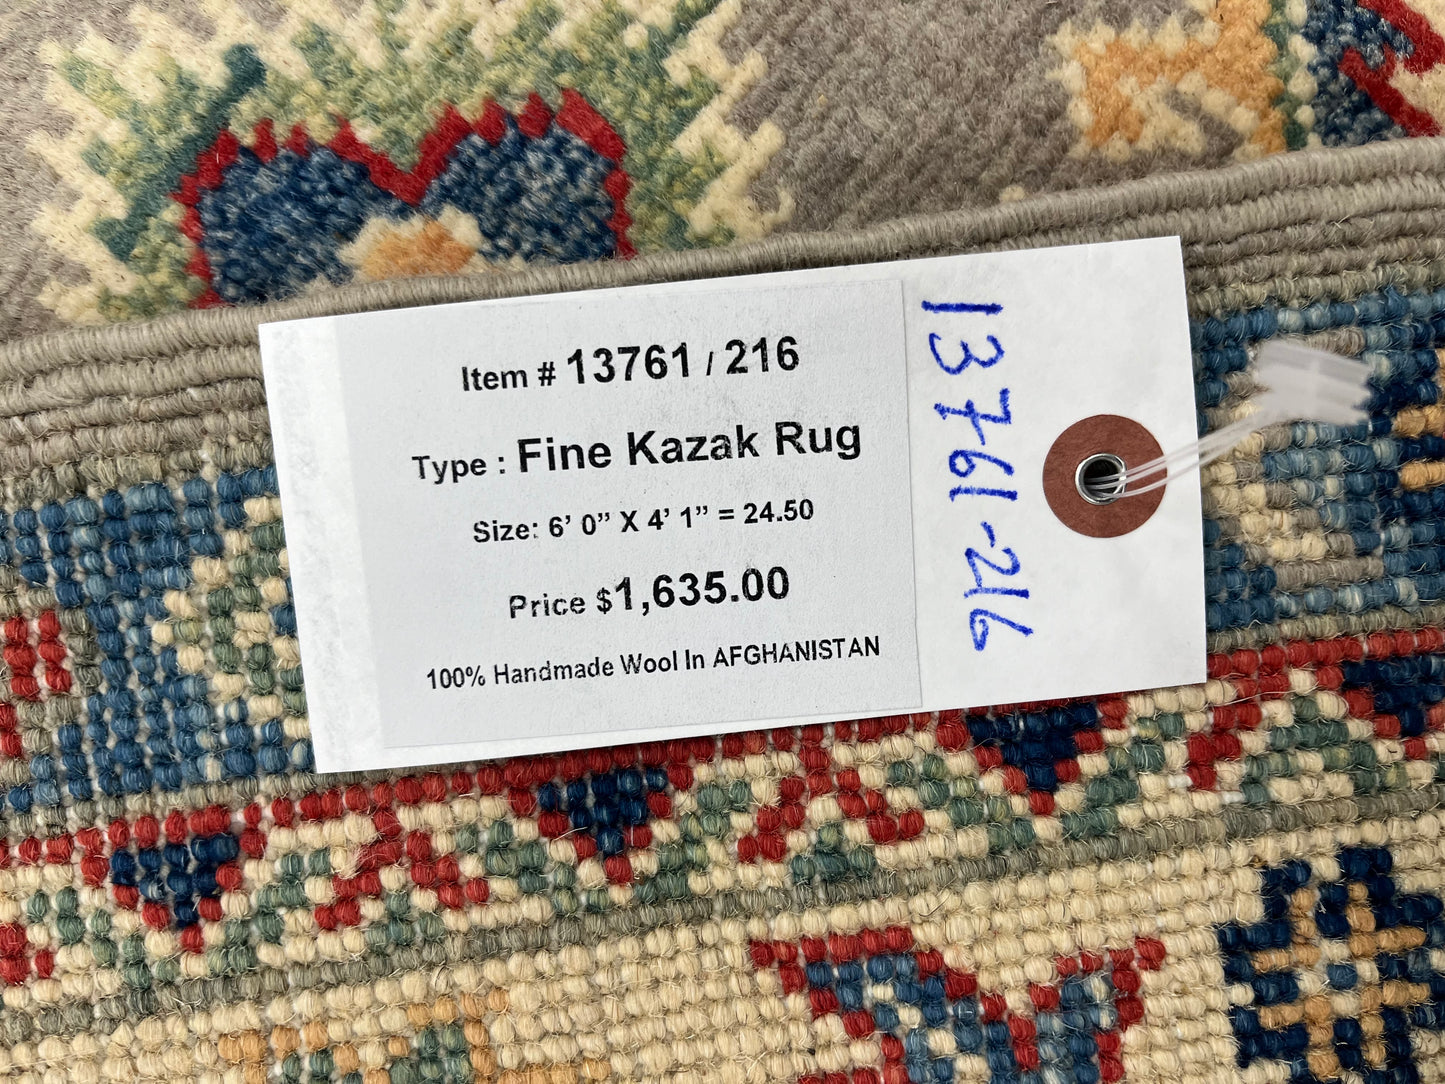 Item # 13761 / 216
Type : Fine Kazak Rug
Size: 6’ 0” X 4’ 1” = 24.50
Price $1,635.00
100% Handmade Wool In AFGHANISTAN
13761-216